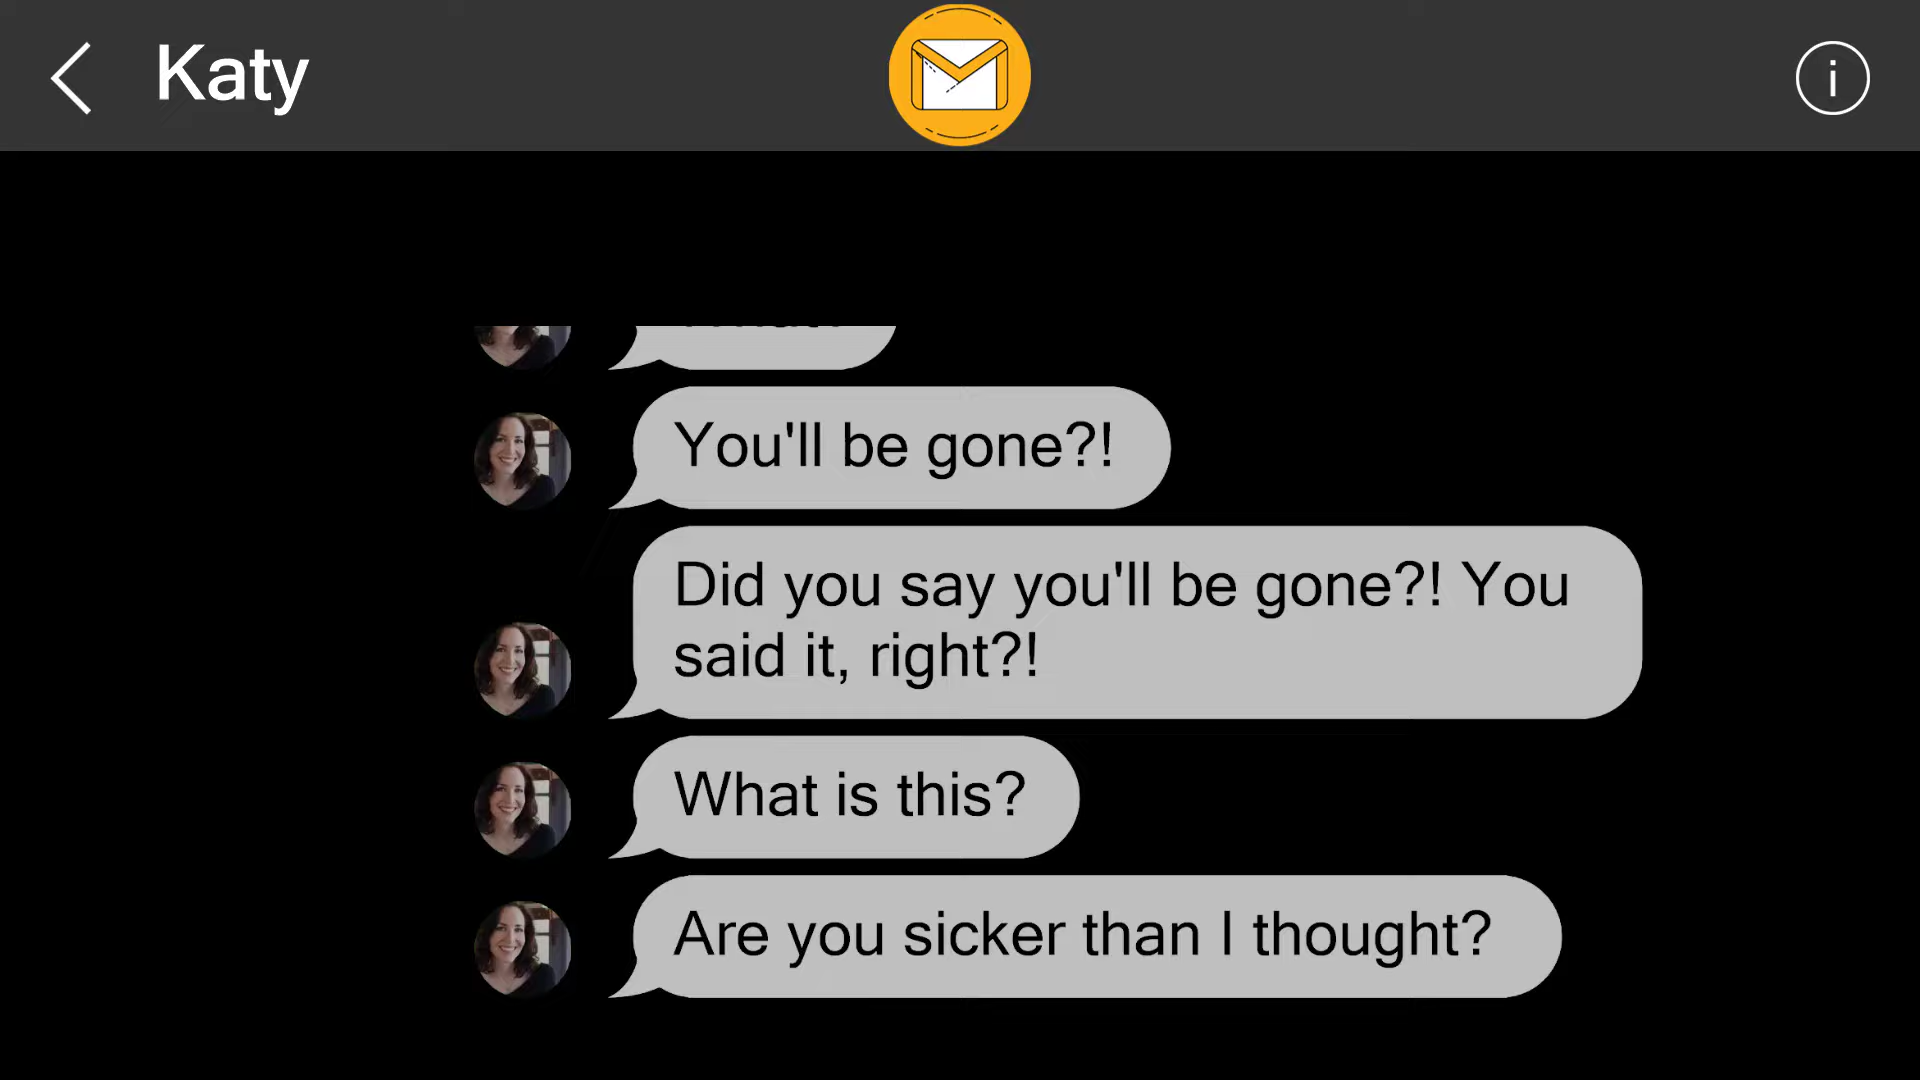 Katy
You'll be gone?!
Did you say you'll be gone?! You
said it, right?!
What is this?
Are you sicker than I thought?